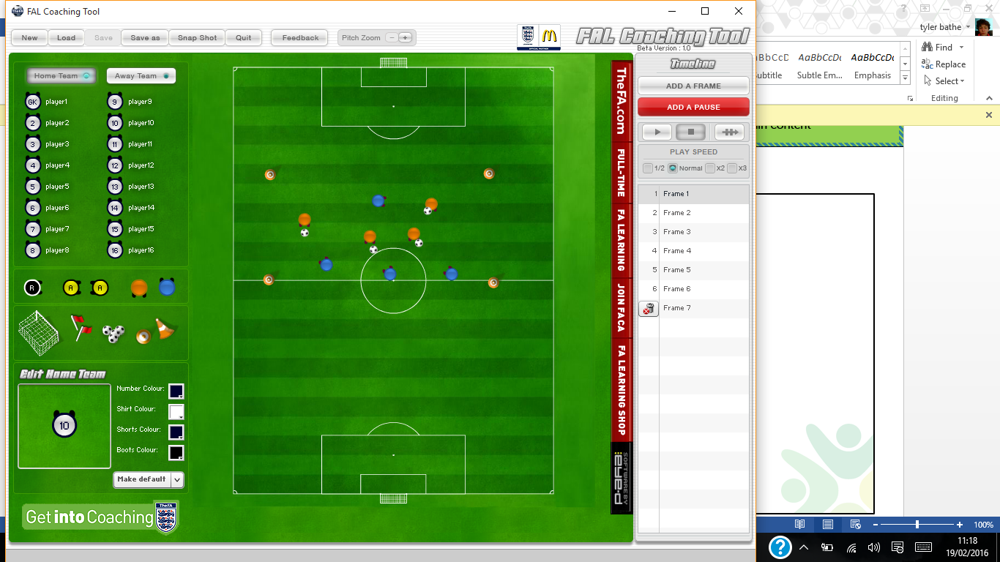 FAL Coaching Tool
New Load Save Save as Snap Shot Quit Feedback Pitch Zoom − +
TheFA
OFFICIAL PARTNER
FAL Coaching Tool
Beta Version : 1.0
Home Team Away Team
GK player1 9 player9
2 player2 10 player10
3 player3 11 player11
4 player4 12 player12
5 player5 13 player13
6 player6 14 player14
7 player7 15 player15
8 player8 16 player16
R A A
Edit Home Team
10
Number Colour:
Shirt Colour:
Shorts Colour:
Boots Colour:
Make default
Get into Coaching
TheFA
TheFA.com
FULL-TIME
FA LEARNING
JOIN FACA
FA LEARNING SHOP
SOFTWARE BY
Timeline
ADD A FRAME
ADD A PAUSE
PLAY SPEED
1/2 Normal X2 X3
1 Frame 1
2 Frame 2
3 Frame 3
4 Frame 4
5 Frame 5
6 Frame 6
Frame 7
?
tyler bathe
BbCcD AaBbCcDc AaBbCcDc
ubtitle Subtle Em... Emphasis
Find
Replace
Select
Editing
content
− + 100%
?
11:18
19/02/2016